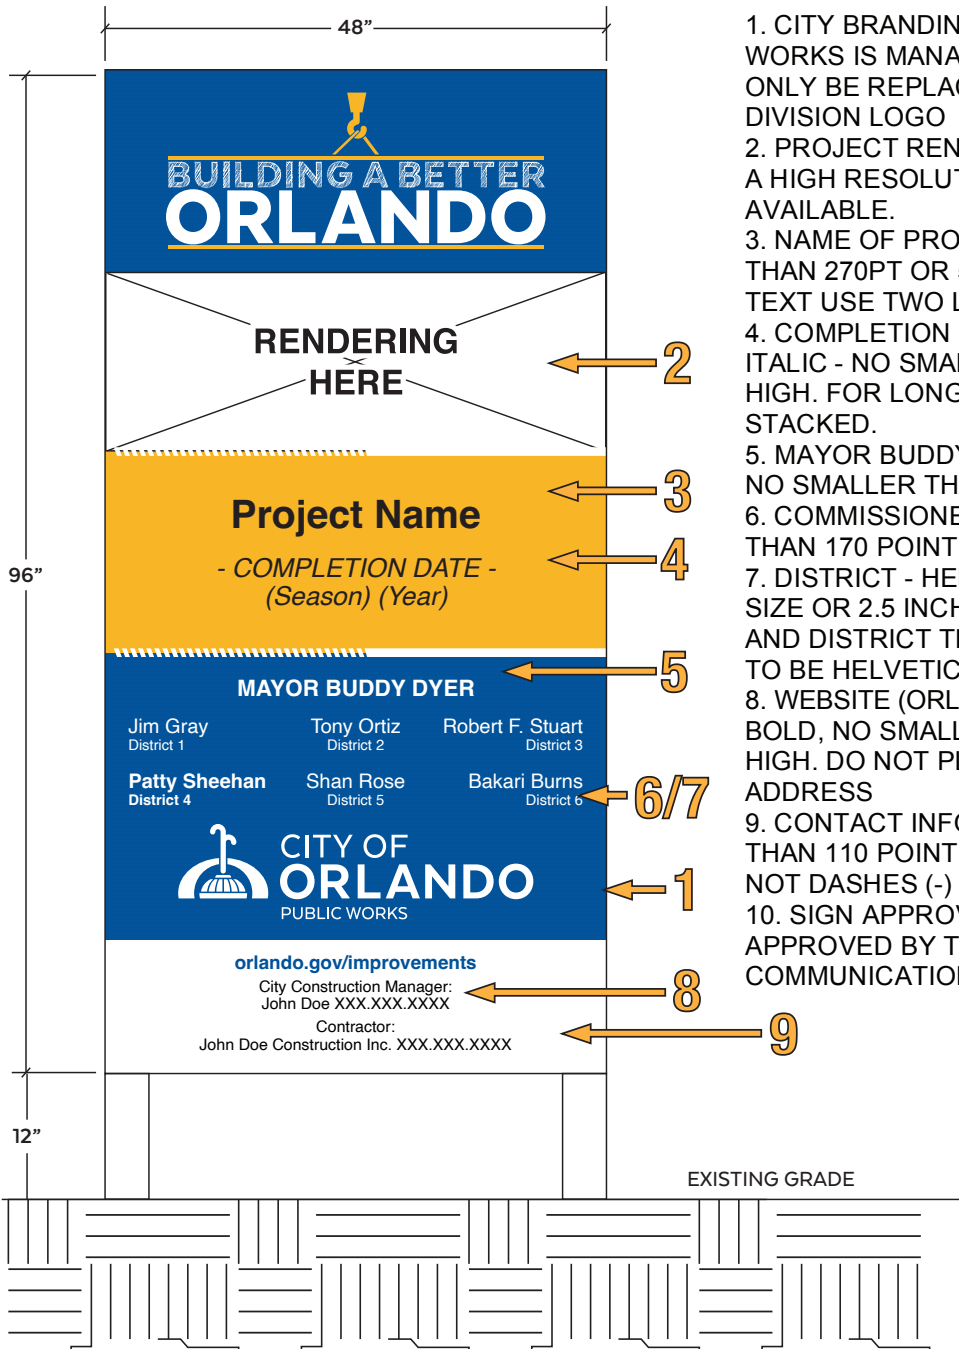 48”
BUILDING A BETTER
ORLANDO
RENDERING
HERE
2
Project Name
3
- COMPLETION DATE -
(Season) (Year)
4
96”
MAYOR BUDDY DYER
5
Jim Gray Tony Ortiz Robert F. Stuart
District 1 District 2 District 3
Patty Sheehan Shan Rose Bakari Burns
District 4 District 5 District 6
6/7
CITY OF
ORLANDO
PUBLIC WORKS
1
orlando.gov/improvements
City Construction Manager:
John Doe XXX.XXX.XXXX
8
Contractor:
John Doe Construction Inc. XXX.XXX.XXXX
9
12”
EXISTING GRADE
1. CITY BRANDIN
WORKS IS MANA
ONLY BE REPLAC
DIVISION LOGO
2. PROJECT REN
A HIGH RESOLUT
AVAILABLE.
3. NAME OF PRO
THAN 270PT OR
TEXT USE TWO L
4. COMPLETION
ITALIC - NO SMAL
HIGH. FOR LONG
STACKED.
5. MAYOR BUDDY
NO SMALLER TH
6. COMMISSIONE
THAN 170 POINT
7. DISTRICT - HEL
SIZE OR 2.5 INCH
AND DISTRICT TH
TO BE HELVETIC
8. WEBSITE (ORL
BOLD, NO SMALL
HIGH. DO NOT PL
ADDRESS
9. CONTACT INFO
THAN 110 POINT
NOT DASHES (-)
10. SIGN APPROV
APPROVED BY T
COMMUNICATION